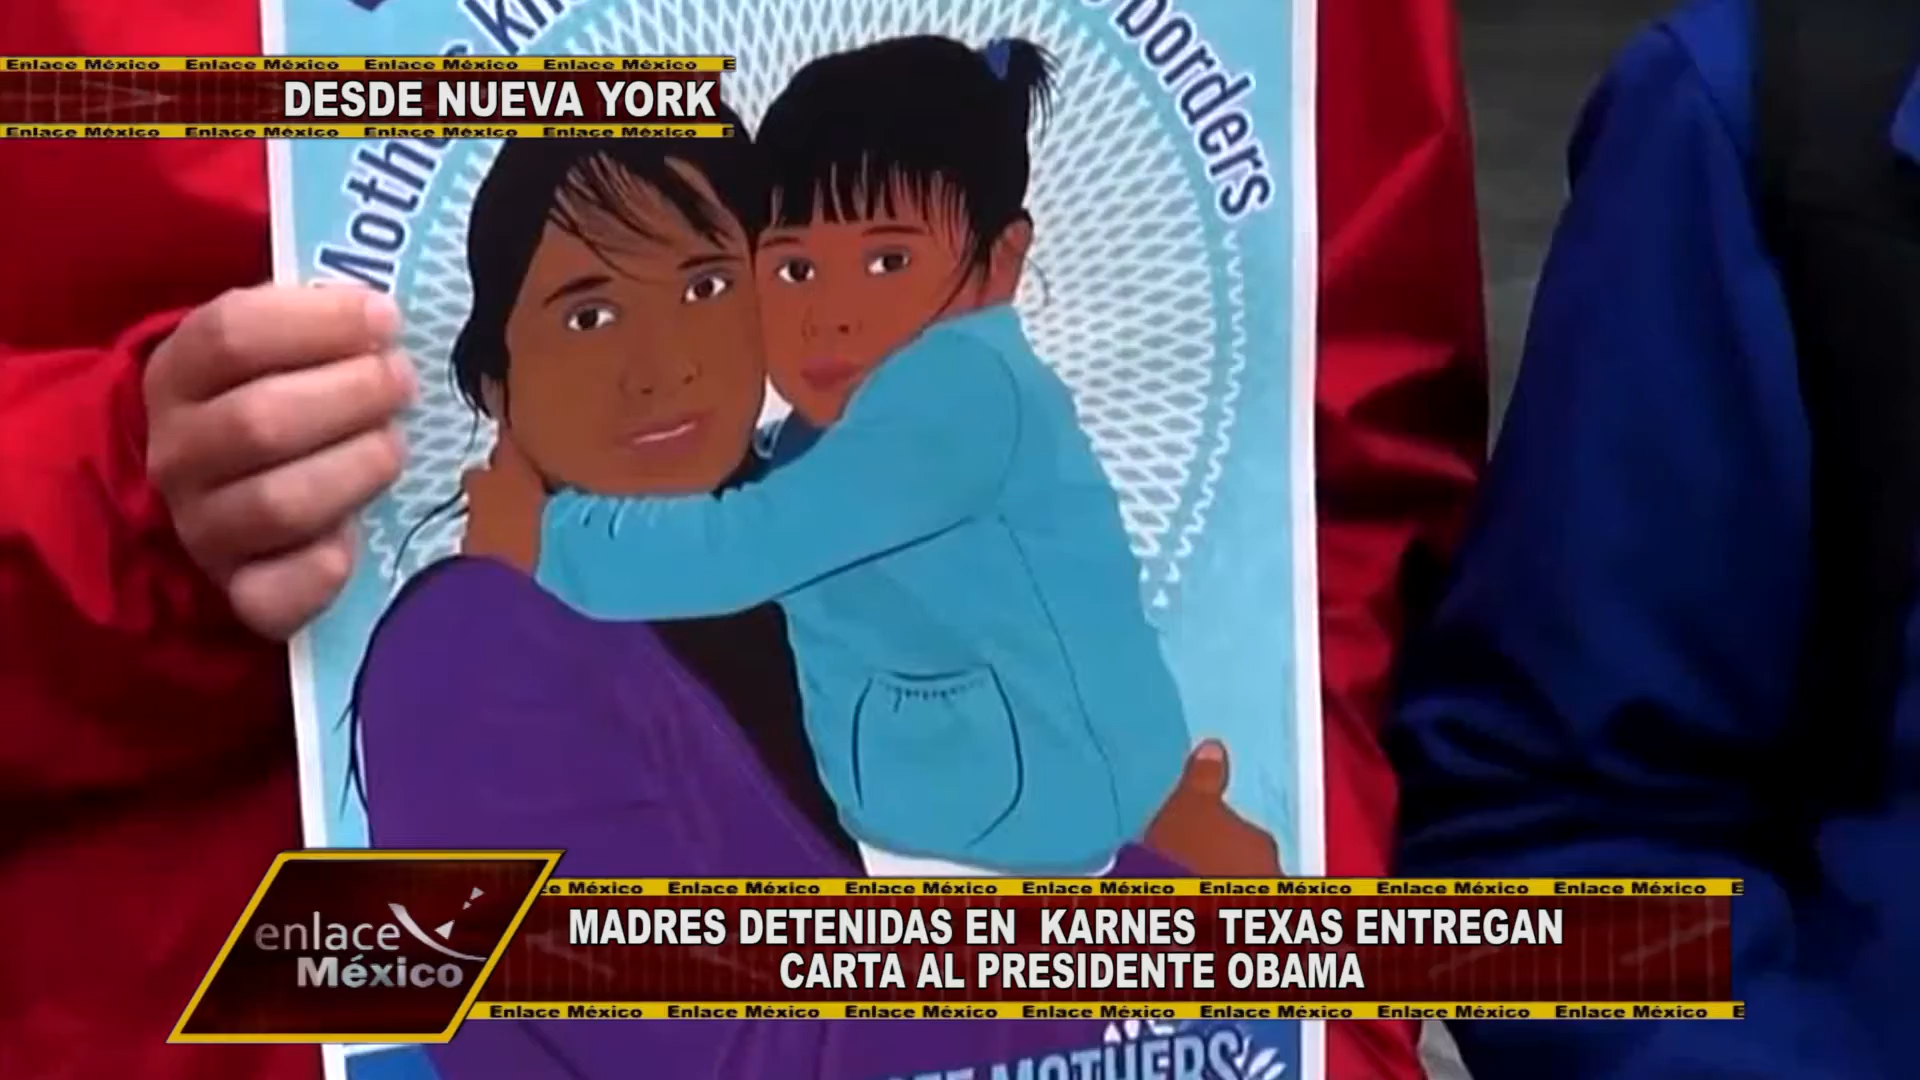 Enlace México Enlace México Enlace México Enlace México E
DESDE NUEVA YORK
Enlace México Enlace México Enlace México Enlace México
borders
enlace
México
Enlace México Enlace México Enlace México Enlace México Enlace México Enlace México E
MADRES DETENIDAS EN KARNES TEXAS ENTREGAN
CARTA AL PRESIDENTE OBAMA
Enlace México Enlace México Enlace México Enlace México Enlace México Enlace México Enlace México E
MOTHERS